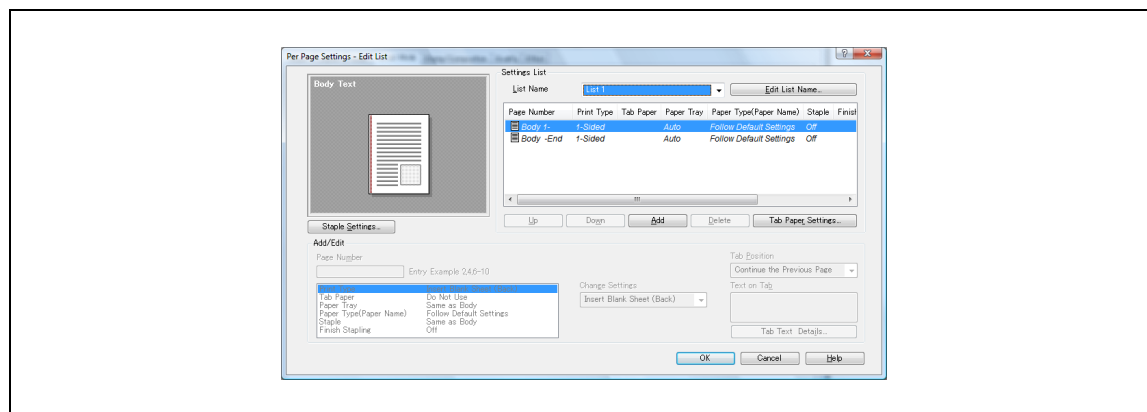 Per Page Settings - Edit List
Body Text
Staple Settings...
Settings List
List Name
List 1
Edit List Name...
Page Number Print Type Tab Paper Paper Tray Paper Type(Paper Name) Staple Finish
Body 1- 1-Sided Auto Follow Default Settings Off
Body -End 1-Sided Auto Follow Default Settings Off
Up Down Add Delete Tab Paper Settings...
Add/Edit
Page Number
Entry Example 2,4,6-10
Tab Paper Do Not Use
Paper Tray Same as Body
Paper Type(Paper Name) Follow Default Settings
Staple Same as Body
Finish Stapling Off
Change Settings
Insert Blank Sheet (Back)
Tab Position
Continue the Previous Page
Text on Tab
Tab Text Details...
OK Cancel Help